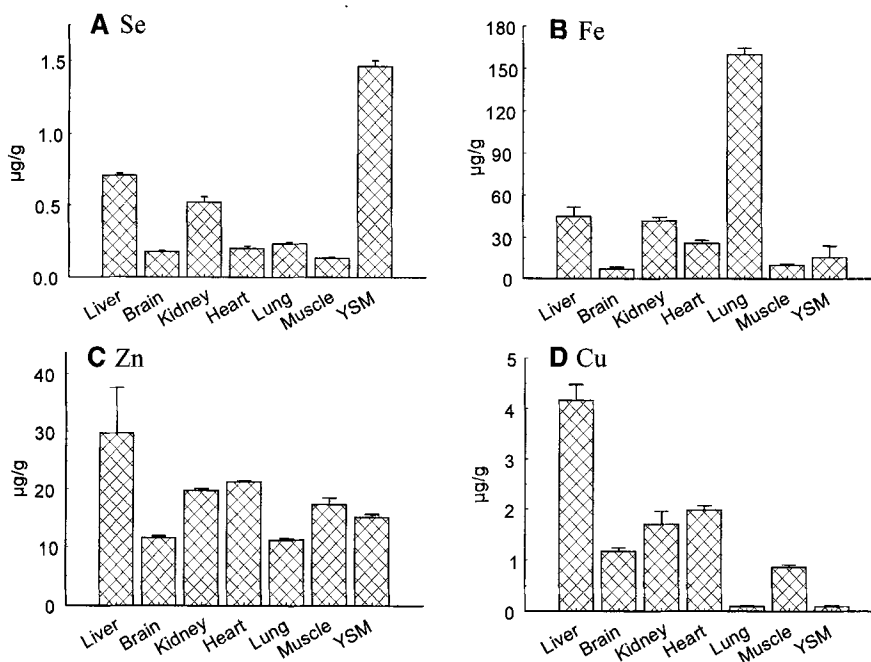 A Se
µg/g
1.5
1.0
0.5
0.0
Liver
Brain
Kidney
Heart
Lung
Muscle
YSM
B Fe
µg/g
180
150
120
90
60
30
0
Liver
Brain
Kidney
Heart
Lung
Muscle
YSM
C Zn
µg/g
40
30
20
10
0
Liver
Brain
Kidney
Heart
Lung
Muscle
YSM
D Cu
µg/g
5
4
3
2
1
0
Liver
Brain
Kidney
Heart
Lung
Muscle
YSM